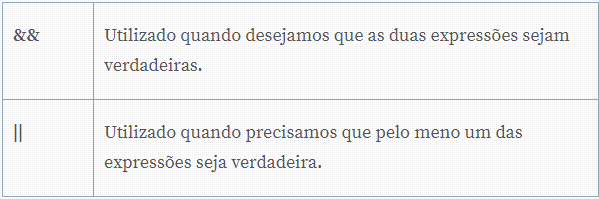 && Utilizado quando desejamos que as duas expressões sejam
verdadeiras.
|| Utilizado quando precisamos que pelo meno um das
expressões seja verdadeira.